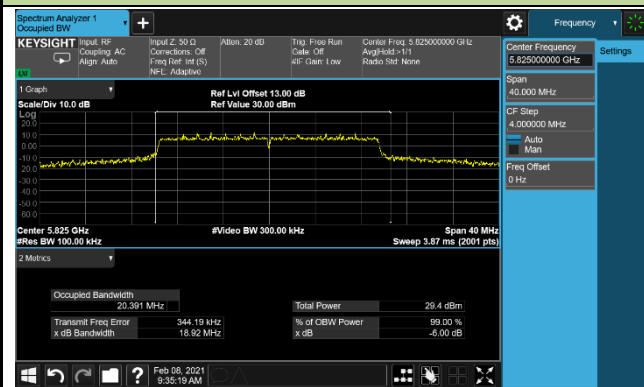 Spectrum Analyzer 1
Occupied BW
Frequency
KEYSIGHT
Input: RF
Coupling: AC
Align: Auto
Input Z: 50 Ω
Corrections: Off
Freq Ref: Int (S)
NFE: Adaptive
Atten: 20 dB
Trig: Free Run
Gate: Off
#IF Gain: Low
Center Freq: 5.825000000 GHz
Avg|Hold:>1/1
Radio Std: None
LXI
Center Frequency
5.825000000 GHz
Settings
Span
40.000 MHz
CF Step
4.000000 MHz
Auto
Man
Freq Offset
0 Hz
1 Graph
Scale/Div 10.0 dB
Ref Lvl Offset 13.00 dB
Ref Value 30.00 dBm
Log
20.0
10.0
0.00
-10.0
-20.0
-30.0
-40.0
-50.0
-60.0
Center 5.825 GHz
#Res BW 100.00 kHz
#Video BW 300.00 kHz
Span 40 MHz
Sweep 3.87 ms (2001 pts)
2 Metrics
Occupied Bandwidth
20.391 MHz
Total Power 29.4 dBm
Transmit Freq Error 344.19 kHz
% of OBW Power 99.00 %
x dB Bandwidth 18.92 MHz
x dB -6.00 dB
?
Feb 08, 2021
9:35:19 AM